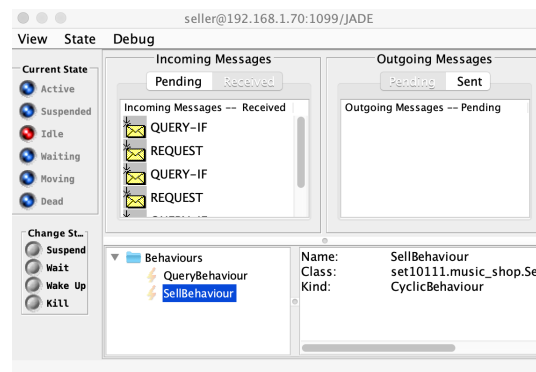 seller@192.168.1.70:1099/JADE
View State Debug
Current State
Active
Suspended
Idle
Waiting
Moving
Dead
Change St...
Suspend
Wait
Wake Up
Kill
Incoming Messages
Pending Received
Incoming Messages -- Received
QUERY-IF
REQUEST
QUERY-IF
REQUEST
Outgoing Messages
Pending Sent
Outgoing Messages -- Pending
Behaviours
QueryBehaviour
SellBehaviour
Name: SellBehaviour
Class: set10111.music_shop.Se
Kind: CyclicBehaviour